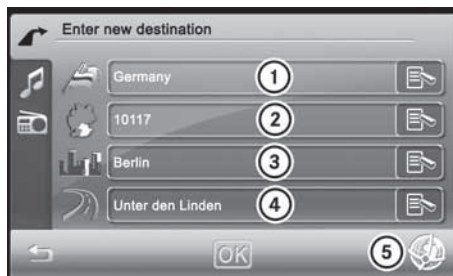 Enter new destination
Germany 1
10117 2
Berlin 3
Unter den Linden 4
OK 5